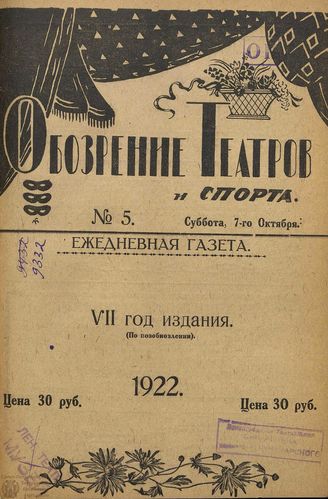 Обозрение Театров
и СПОРТА.
№ 5.
Суббота, 7-го Октября.
ЕЖЕДНЕВНАЯ ГАЗЕТА.
9332
VII год издания.
(По возобновлении).
1922.
Цена 30 руб.
Цена 30 руб.